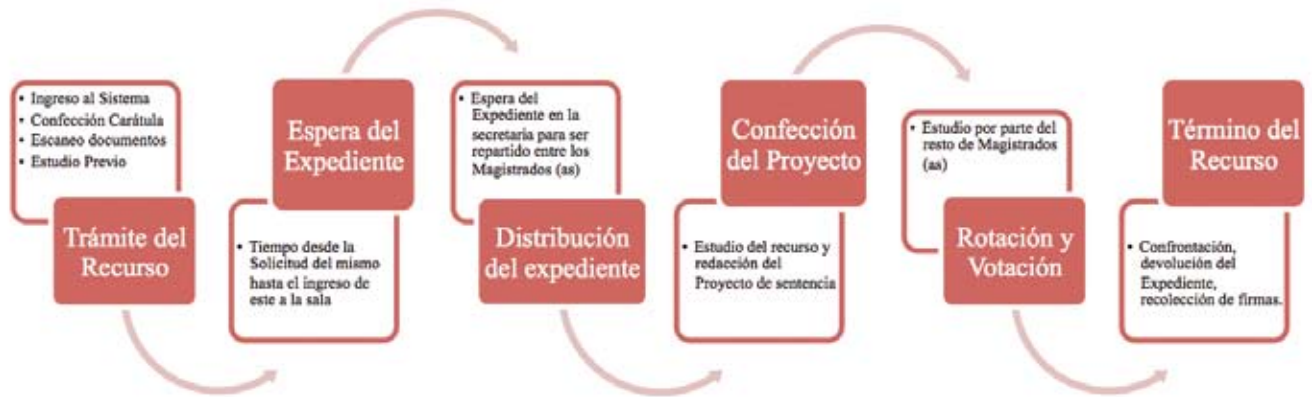 • Ingreso al Sistema
• Confección Carátula
• Escaneo documentos
• Estudio Previo
Trámite del
Recurso
Espera del
Expediente
• Tiempo desde la
Solicitud del mismo
hasta el ingreso de
este a la sala
• Espera del
Expediente en la
secretaria para ser
repartido entre los
Magistrados (as)
Distribución
del expediente
Confección
del Proyecto
• Estudio del recurso y
redacción del
Proyecto de sentencia
• Estudio por parte del
resto de Magistrados
(as)
Rotación y
Votación
Término del
Recurso
• Confrontación,
devolución del
Expediente,
recolección de firmas.